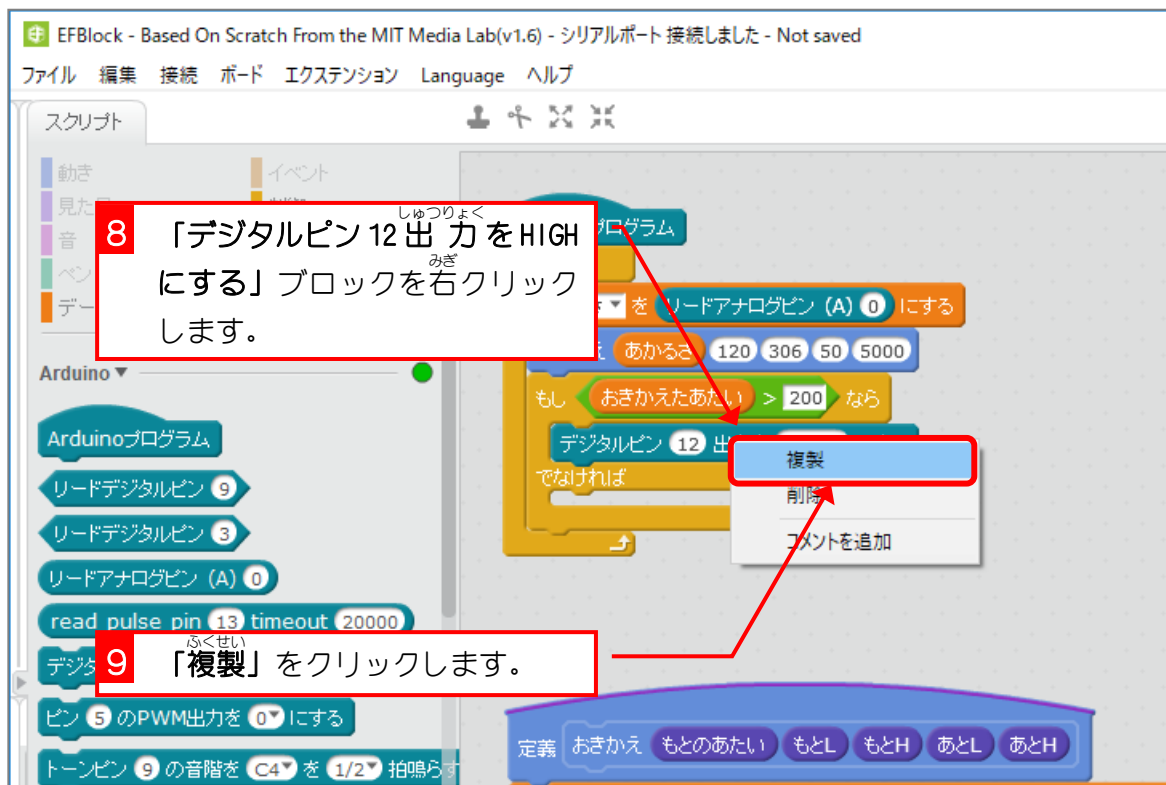 EFBlock - Based On Scratch From the MIT Media Lab(v1.6) - シリアルポート 接続しました - Not saved
ファイル 編集 接続 ボード エクステンション Language ヘルプ
スクリプト
動き イベント
見た
音
ペン
デー
8 「デジタルピン12出力をHIGH
しゅつりょく
にする」ブロックを右クリック
みぎ
します。
Arduino
Arduinoプログラム
リードデジタルピン 9
リードデジタルピン 3
リードアナログピン (A) 0
read pulse pin 13 timeout 20000
デジタ
ピン 5 のPWM出力を 0 にする
トーンピン 9 の音階を C4 を 1/2 拍鳴らす
プログラム
を リードアナログピン (A) 0 にする
え あかるさ 120 306 50 5000
もし おきかえたあたい > 200 なら
デジタルピン 12 出
でなければ
複製
削除
コメントを追加
9 「複製」をクリックします。
ふくせい
定義 おきかえ もとのあたい もとL もとH あとL あとH